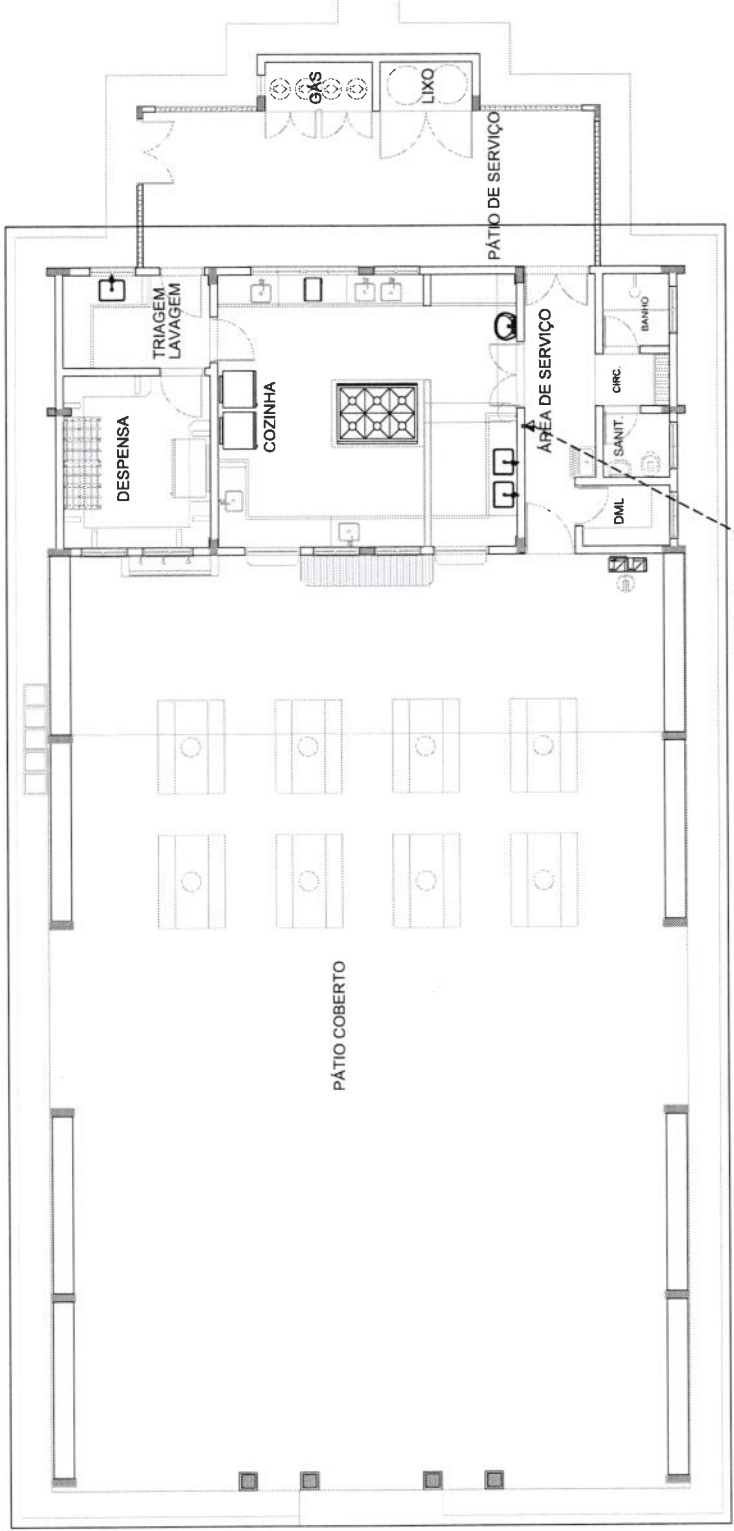 GÁS
LIXO
PÁTIO DE SERVIÇO
TRIAGEM
LAVAGEM
DESPENSA
COZINHA
ÁREA DE SERVIÇO
BANHO
CIRC.
SANIT.
DML
PÁTIO COBERTO